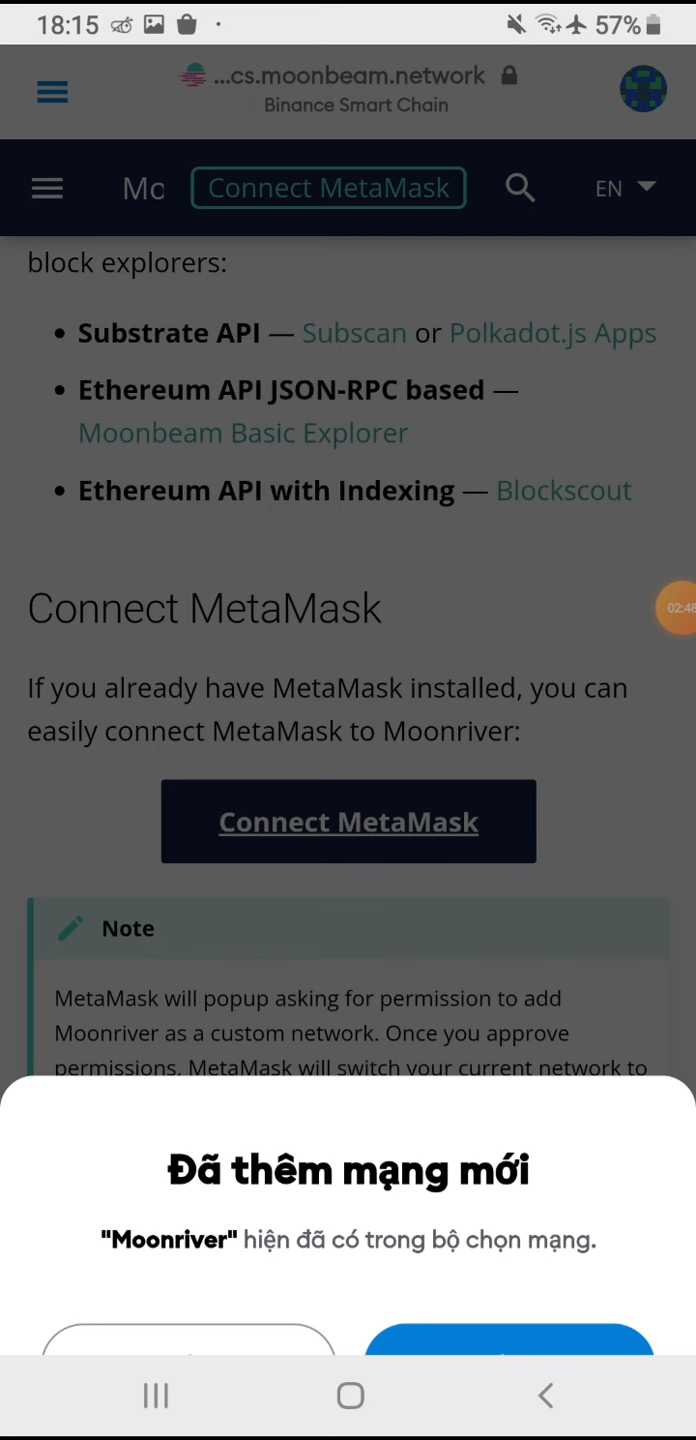 18:15
57%
...cs.moonbeam.network
Binance Smart Chain
Mo
Connect MetaMask
EN
block explorers:
• Substrate API — Subscan or Polkadot.js Apps
• Ethereum API JSON-RPC based —
Moonbeam Basic Explorer
• Ethereum API with Indexing — Blockscout
Connect MetaMask
02:48
If you already have MetaMask installed, you can
easily connect MetaMask to Moonriver:
Connect MetaMask
Note
MetaMask will popup asking for permission to add
Moonriver as a custom network. Once you approve
permissions, MetaMask will switch your current network to
Đã thêm mạng mới
"Moonriver" hiện đã có trong bộ chọn mạng.